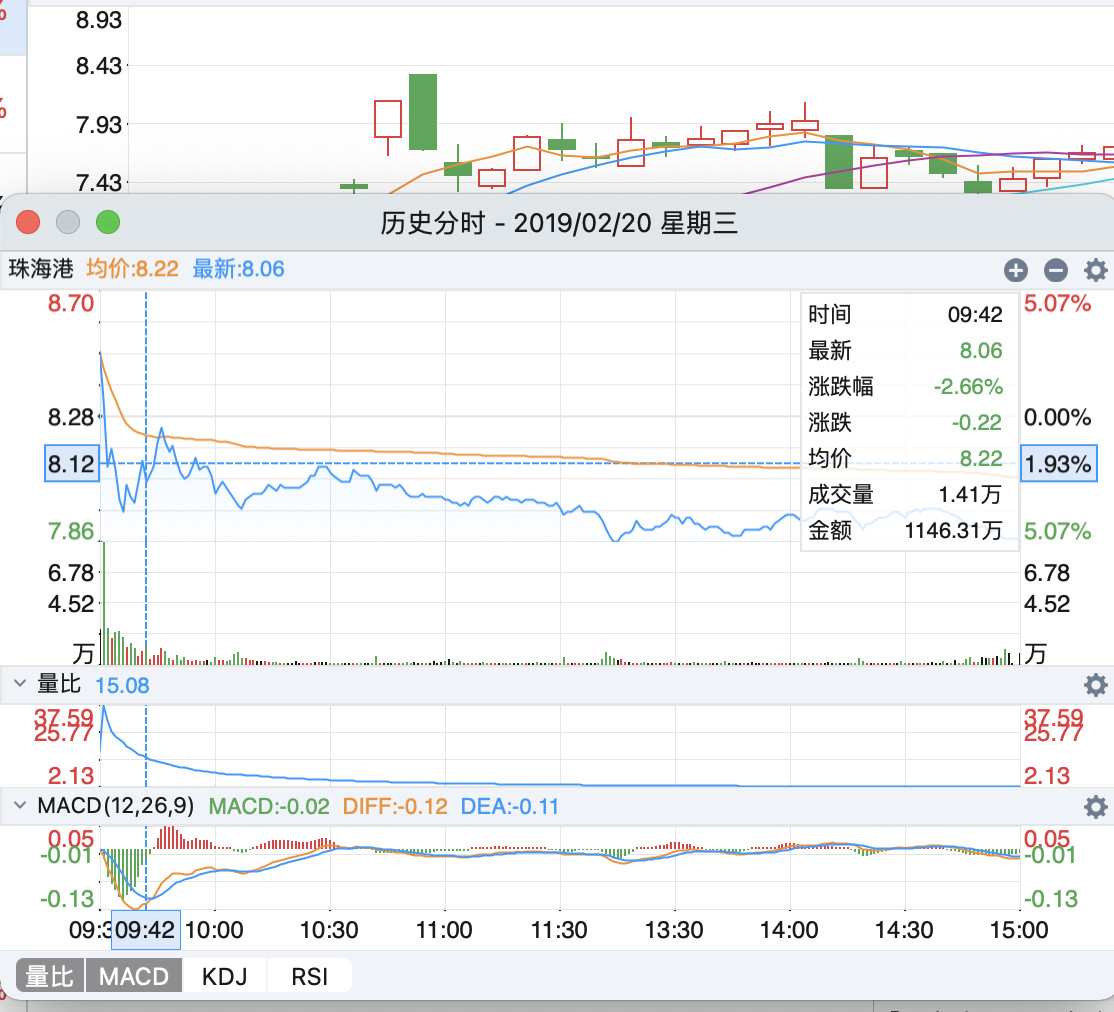 8.93
8.43
7.93
7.43
历史分时 - 2019/02/20 星期三
珠海港 均价:8.22 最新:8.06
8.70 5.07%
时间 09:42
最新 8.06
涨跌幅 -2.66%
涨跌 -0.22
均价 8.22
成交量 1.41万
金额 1146.31万
8.28 0.00%
8.12 1.93%
7.86 5.07%
6.78 6.78
4.52 4.52
万 万
量比 15.08
37.59 37.59
25.77 25.77
2.13 2.13
MACD(12,26,9) MACD:-0.02 DIFF:-0.12 DEA:-0.11
0.05 0.05
-0.01 -0.01
-0.13 -0.13
09:3 09:42 10:00 10:30 11:00 11:30 13:30 14:00 14:30 15:00
量比 MACD KDJ RSI